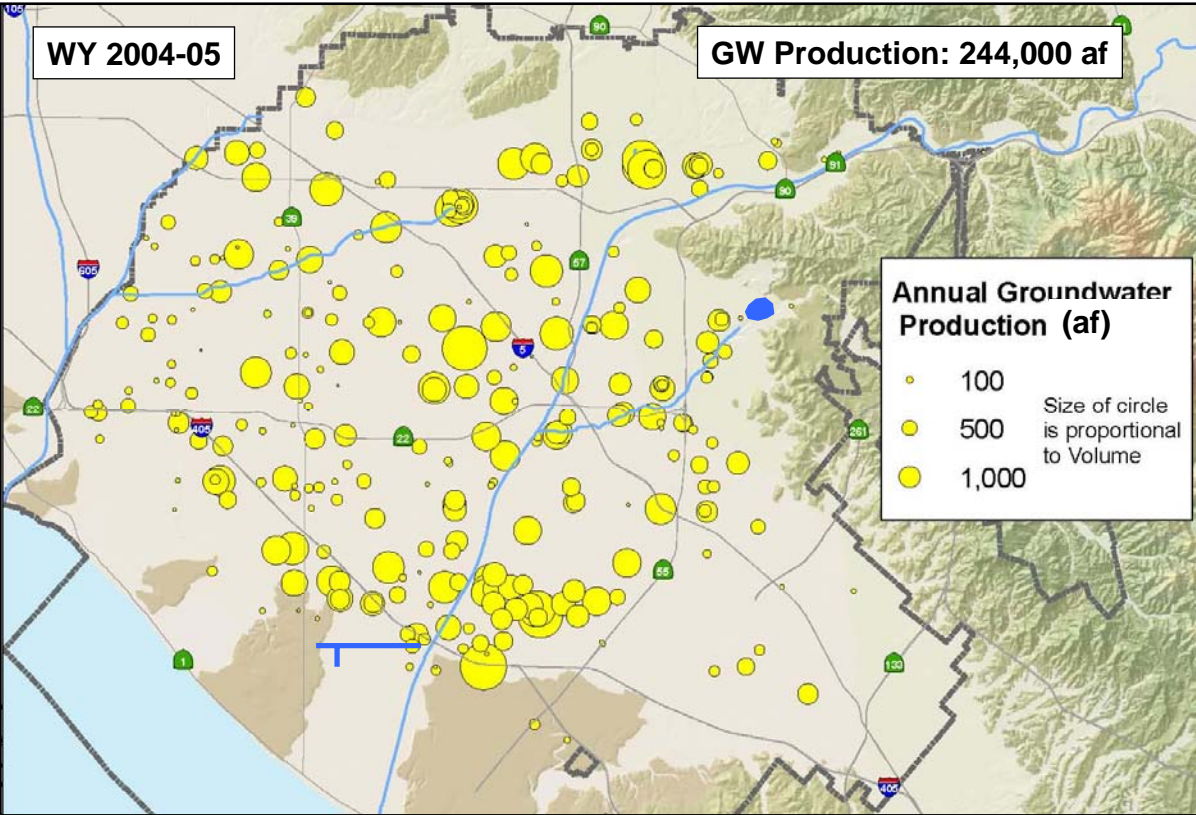 105
90
71
WY 2004-05
GW Production: 244,000 af
91
90
39
57
605
Annual Groundwater
Production (af)
100
500
1,000
Size of circle
is proportional
to Volume
5
22
405
22
261
55
1
133
405